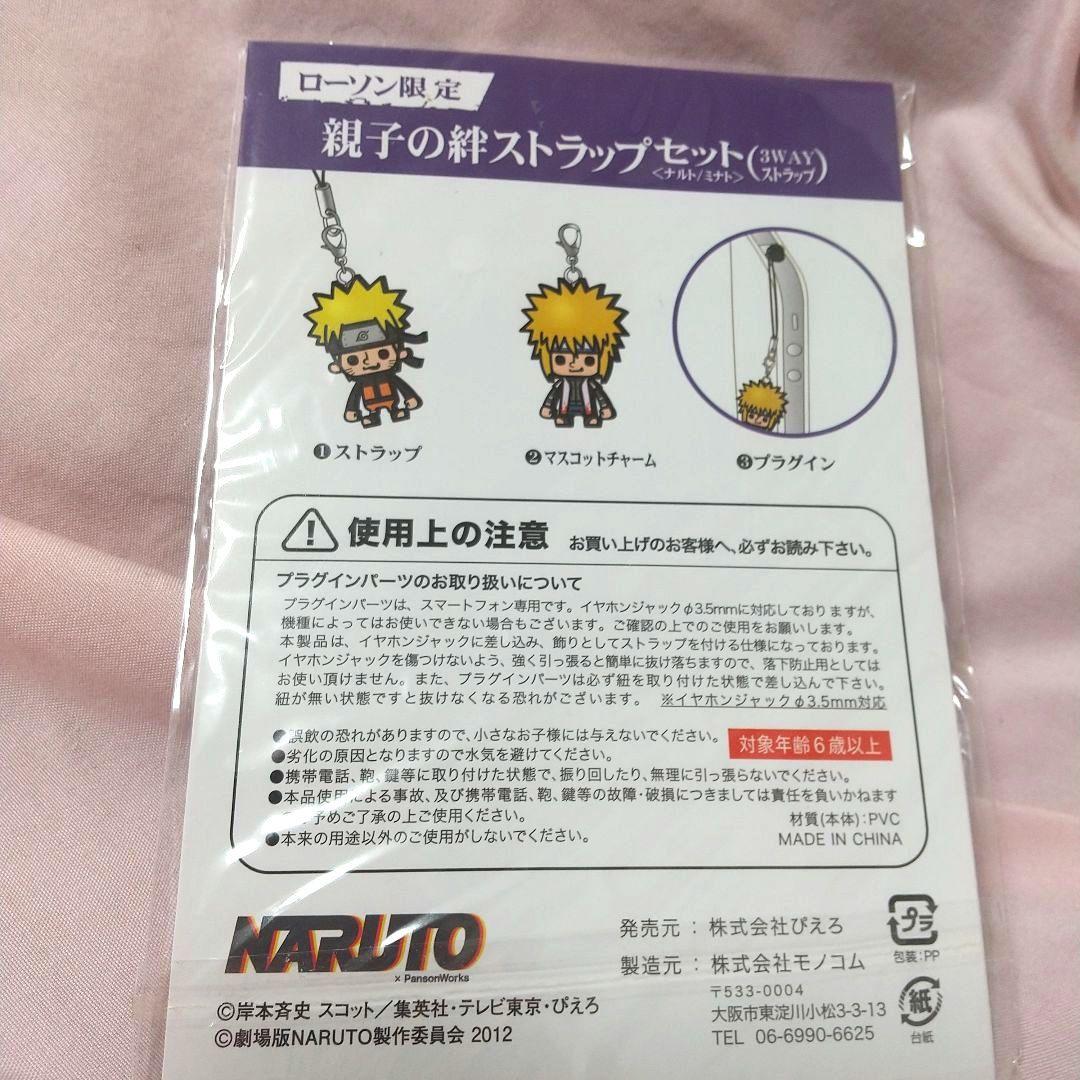 ローソン限定
親子の絆ストラップセット(3WAYストラップ)
<ナルト/ミナト>
❶ストラップ
❷マスコットチャーム
❸プラグイン
使用上の注意 お買い上げのお客様へ、必ずお読み下さい。
プラグインパーツのお取り扱いについて
プラグインパーツは、スマートフォン専用です。イヤホンジャックφ3.5mmに対応しておりますが、
機種によってはお使いできない場合もございます。ご確認の上でのご使用をお願いします。
本製品は、イヤホンジャックに差し込み、飾りとしてストラップを付ける仕様になっております。
イヤホンジャックを傷つけないよう、強く引っ張ると簡単に抜け落ちますので、落下防止用としては
お使い頂けません。また、プラグインパーツは必ず紐を取り付けた状態で差し込んで下さい。
紐が無い状態ですと抜けなくなる恐れがございます。 ※イヤホンジャックφ3.5mm対応
●誤飲の恐れがありますので、小さなお子様には与えないでください。
対象年齢6歳以上
●劣化の原因となりますので水気を避けてください。
●携帯電話、鞄、鍵等に取り付けた状態で、振り回したり、無理に引っ張らないでください。
●本品使用による事故、及び携帯電話、鞄、鍵等の故障・破損につきましては責任を負いかねます
予めご了承の上ご使用ください。
●本来の用途以外のご使用がしないでください。
材質(本体):PVC
MADE IN CHINA
NARUTO
× PansonWorks
発売元：株式会社ぴえろ
製造元：株式会社モノコム
〒533-0004
大阪市東淀川小松3-3-13
TEL 06-6990-6625
プラ
包装:PP
紙
台紙
©岸本斉史 スコット／集英社・テレビ東京・ぴえろ
©劇場版NARUTO製作委員会 2012